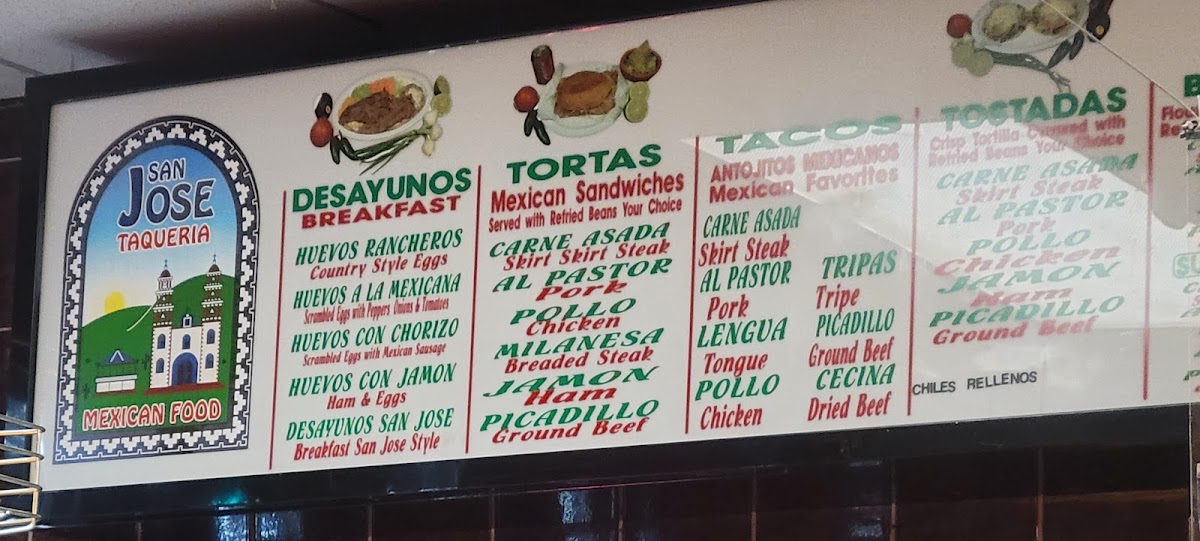 SAN
JOSE
TAQUERIA
MEXICAN FOOD
DESAYUNOS
BREAKFAST
HUEVOS RANCHEROS
Country Style Eggs
HUEVOS A LA MEXICANA
Scrambled Eggs with Peppers Onions & Tomatoes
HUEVOS CON CHORIZO
Scrambled Eggs with Mexican Sausage
HUEVOS CON JAMON
Ham & Eggs
DESAYUNOS SAN JOSE
Breakfast San Jose Style
TORTAS
Mexican Sandwiches
Served with Refried Beans Your Choice
CARNE ASADA
Skirt Skirt Steak
AL PASTOR
Pork
POLLO
Chicken
MILANESA
Breaded Steak
JAMON
Ham
PICADILLO
Ground Beef
TACOS
ANTOJITOS MEXICANOS
Mexican Favorites
CARNE ASADA
Skirt Steak
AL PASTOR
Pork
LENGUA
Tongue
POLLO
Chicken
TRIPAS
Tripe
PICADILLO
Ground Beef
CECINA
Dried Beef
TOSTADAS
Crisp Tortilla Covered with
Refried Beans Your Choice
CARNE ASADA
Skirt Steak
AL PASTOR
Pork
POLLO
Chicken
JAMON
Ham
PICADILLO
Ground Beef
CHILES RELLENOS